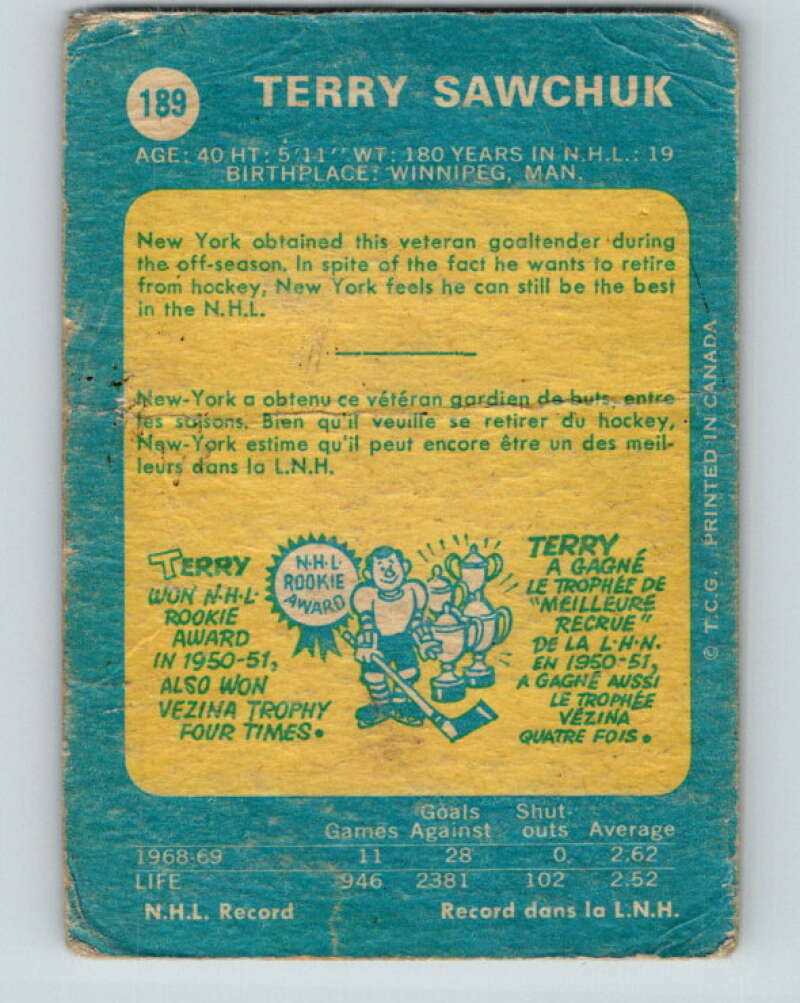 189
TERRY SAWCHUK
AGE: 40 HT: 5'11" WT: 180 YEARS IN N.H.L.: 19
BIRTHPLACE: WINNIPEG, MAN.
New York obtained this veteran goaltender during
the off-season. In spite of the fact he wants to retire
from hockey, New York feels he can still be the best
in the N.H.L.
New-York a obtenu ce vétéran gardien de buts, entre
les saisons. Bien qu'il veuille se retirer du hockey,
New-York estime qu'il peut encore être un des meil-
leurs dans la L.N.H.
TERRY
WON N·H·L·
ROOKIE
AWARD
IN 1950-51,
ALSO WON
VEZINA TROPHY
FOUR TIMES.
N·H·L·
ROOKIE
AWARD
TERRY
A GAGNÉ
LE TROPHÉE DE
"MEILLEURE
RECRUE"
DE LA L·H·N.
EN 1950-51,
A GAGNÉ AUSSI
LE TROPHÉE
VÉZINA
QUATRE FOIS.
© T.C.G. PRINTED IN CANADA
Goals Shut-
Games Against outs Average
1968-69 11 28 0 2.62
LIFE 946 2381 102 2.52
N.H.L. Record Record dans la L.N.H.